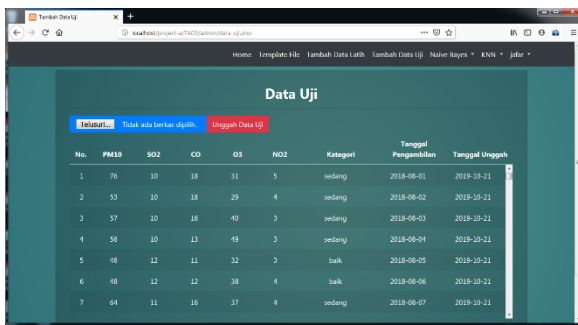 Tambah Data Uji
localhost/project-a/TA05/admin/data_uji.php
Home Template File Tambah Data Latih Tambah Data Uji Naive Bayes KNN jafar
Data Uji
Telusuri... Tidak ada berkas dipilih. Unggah Data Uji
No. PM10 SO2 CO O3 NO2 Kategori Tanggal Pengambilan Tanggal Unggah
1 76 10 18 31 5 sedang 2018-08-01 2019-10-21
2 53 10 18 29 4 sedang 2018-08-02 2019-10-21
3 57 10 16 40 3 sedang 2018-08-03 2019-10-21
4 56 10 13 49 3 sedang 2018-08-04 2019-10-21
5 46 12 11 32 3 baik 2018-08-05 2019-10-21
6 48 12 12 38 4 baik 2018-08-06 2019-10-21
7 64 11 16 37 4 sedang 2018-08-07 2019-10-21